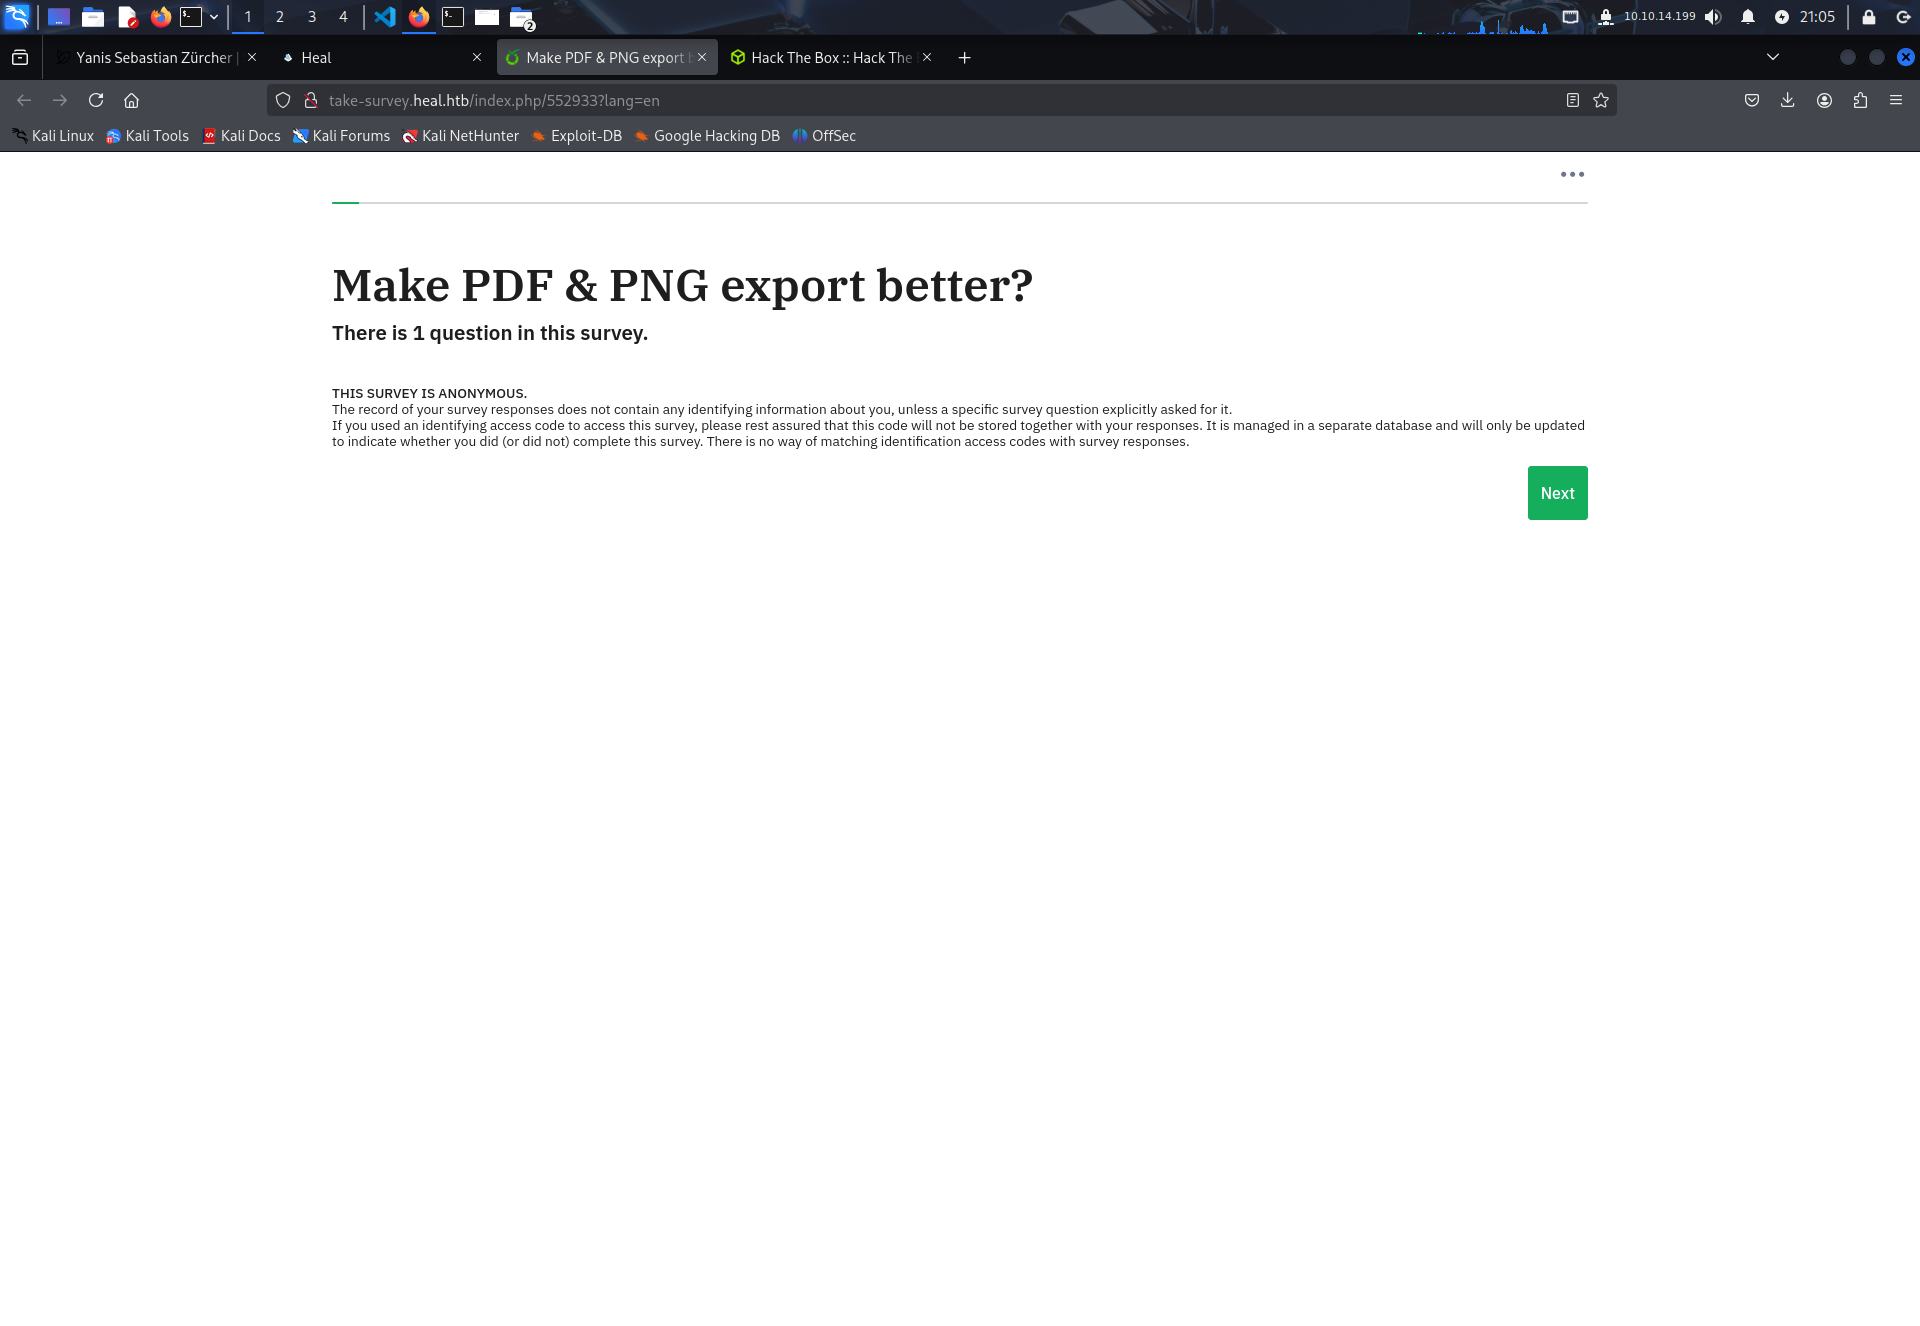 1 2 3 4 2 10.10.14.199 21:05
Yanis Sebastian Zürcher | Heal Make PDF & PNG export b Hack The Box :: Hack The
take-survey.heal.htb/index.php/552933?lang=en
Kali Linux Kali Tools Kali Docs Kali Forums Kali NetHunter Exploit-DB Google Hacking DB OffSec
Make PDF & PNG export better?
There is 1 question in this survey.
THIS SURVEY IS ANONYMOUS.
The record of your survey responses does not contain any identifying information about you, unless a specific survey question explicitly asked for it.
If you used an identifying access code to access this survey, please rest assured that this code will not be stored together with your responses. It is managed in a separate database and will only be updated
to indicate whether you did (or did not) complete this survey. There is no way of matching identification access codes with survey responses.
Next